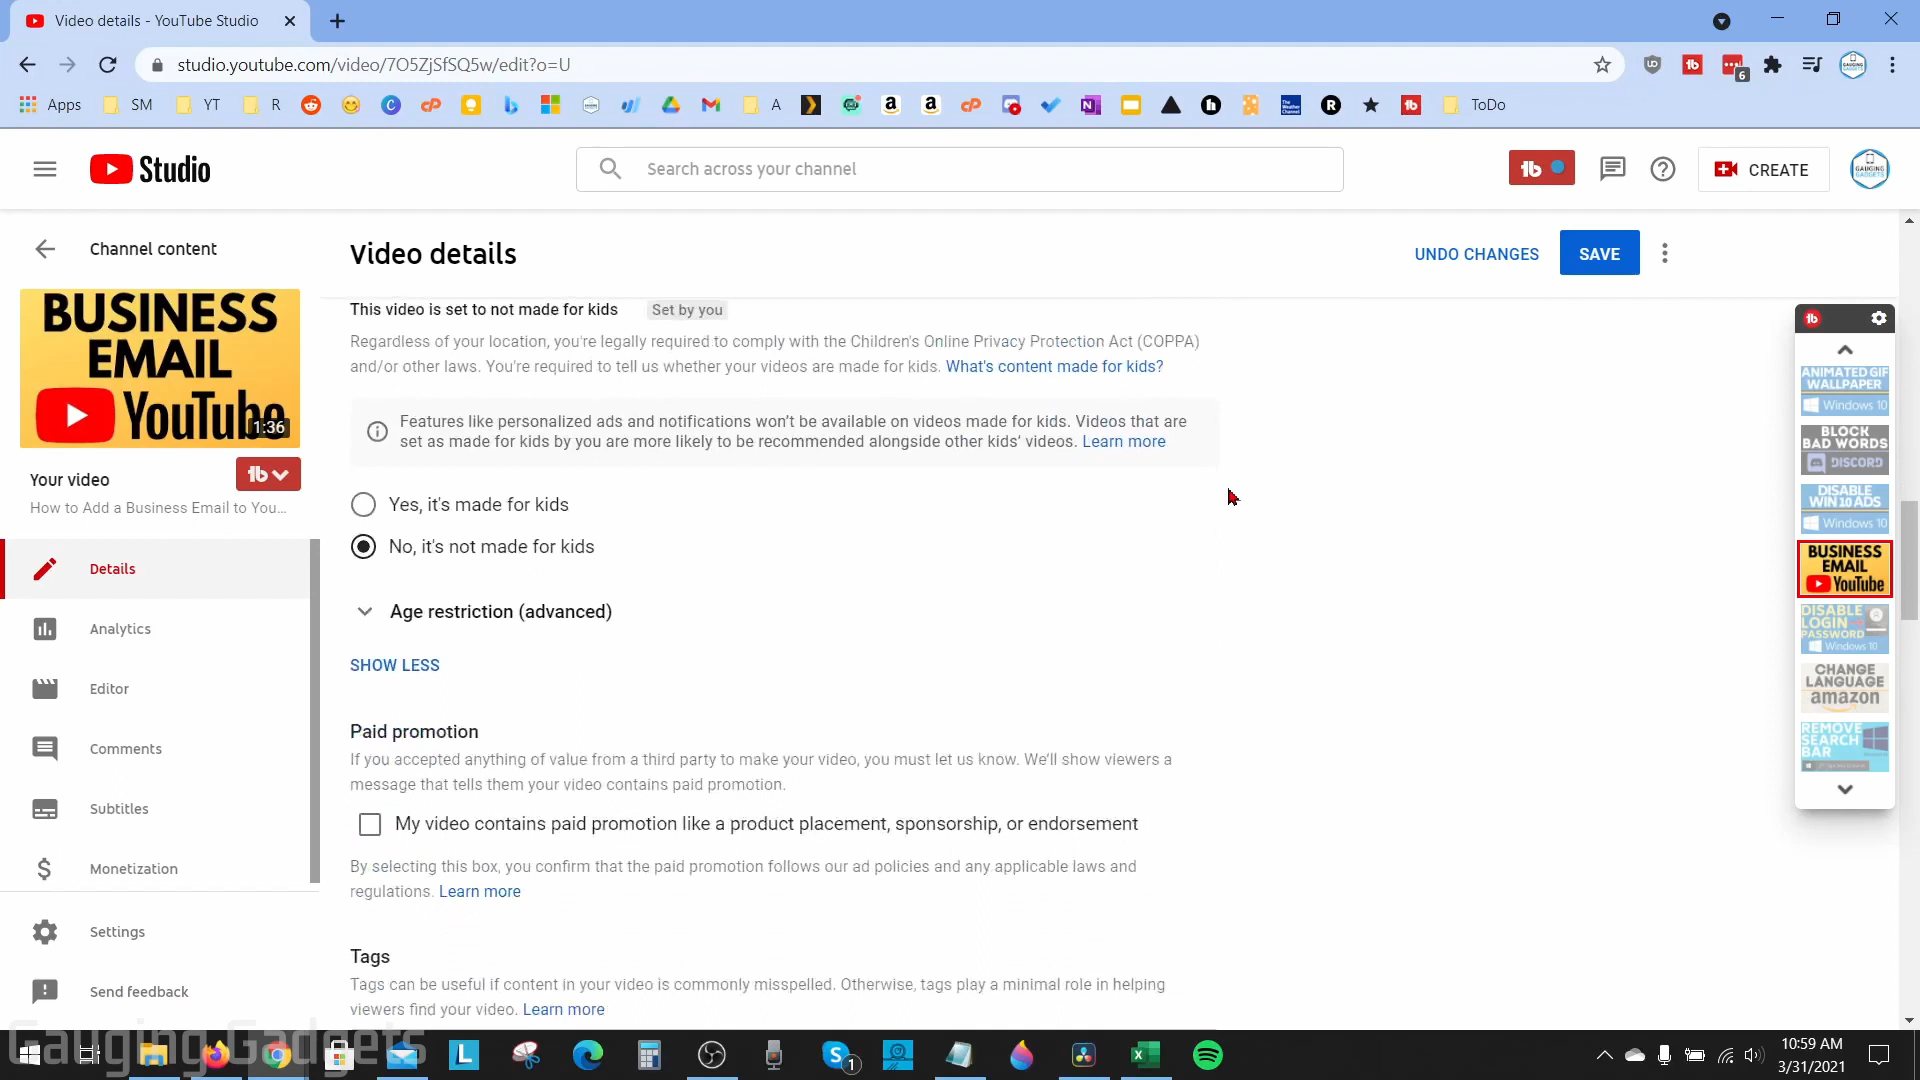 Video details - YouTube Studio
studio.youtube.com/video/7O5ZjSfSQ5w/edit?o=U
6
Apps SM YT R A ToDo
Studio
Search across your channel
CREATE
Channel content
Video details
UNDO CHANGES
SAVE
BUSINESS
EMAIL
YouTube
1:36
Your video
How to Add a Business Email to You...
Details
Analytics
Editor
Comments
Subtitles
Monetization
Settings
Send feedback
This video is set to not made for kids Set by you
Regardless of your location, you're legally required to comply with the Children's Online Privacy Protection Act (COPPA)
and/or other laws. You're required to tell us whether your videos are made for kids. What's content made for kids?
Features like personalized ads and notifications won't be available on videos made for kids. Videos that are
set as made for kids by you are more likely to be recommended alongside other kids' videos. Learn more
Yes, it's made for kids
No, it's not made for kids
Age restriction (advanced)
SHOW LESS
Paid promotion
If you accepted anything of value from a third party to make your video, you must let us know. We'll show viewers a
message that tells them your video contains paid promotion.
My video contains paid promotion like a product placement, sponsorship, or endorsement
By selecting this box, you confirm that the paid promotion follows our ad policies and any applicable laws and
regulations. Learn more
Tags
Tags can be useful if content in your video is commonly misspelled. Otherwise, tags play a minimal role in helping
viewers find your video. Learn more
ANIMATED GIF
WALLPAPER
Windows 10
BLOCK
BAD WORDS
DISCORD
DISABLE
WIN 10 ADS
Windows 10
BUSINESS
EMAIL
YouTube
DISABLE
LOGIN
PASSWORD
Windows 10
CHANGE
LANGUAGE
amazon
REMOVE
SEARCH
BAR
Gauging Gadgets
1
10:59 AM
3/31/2021